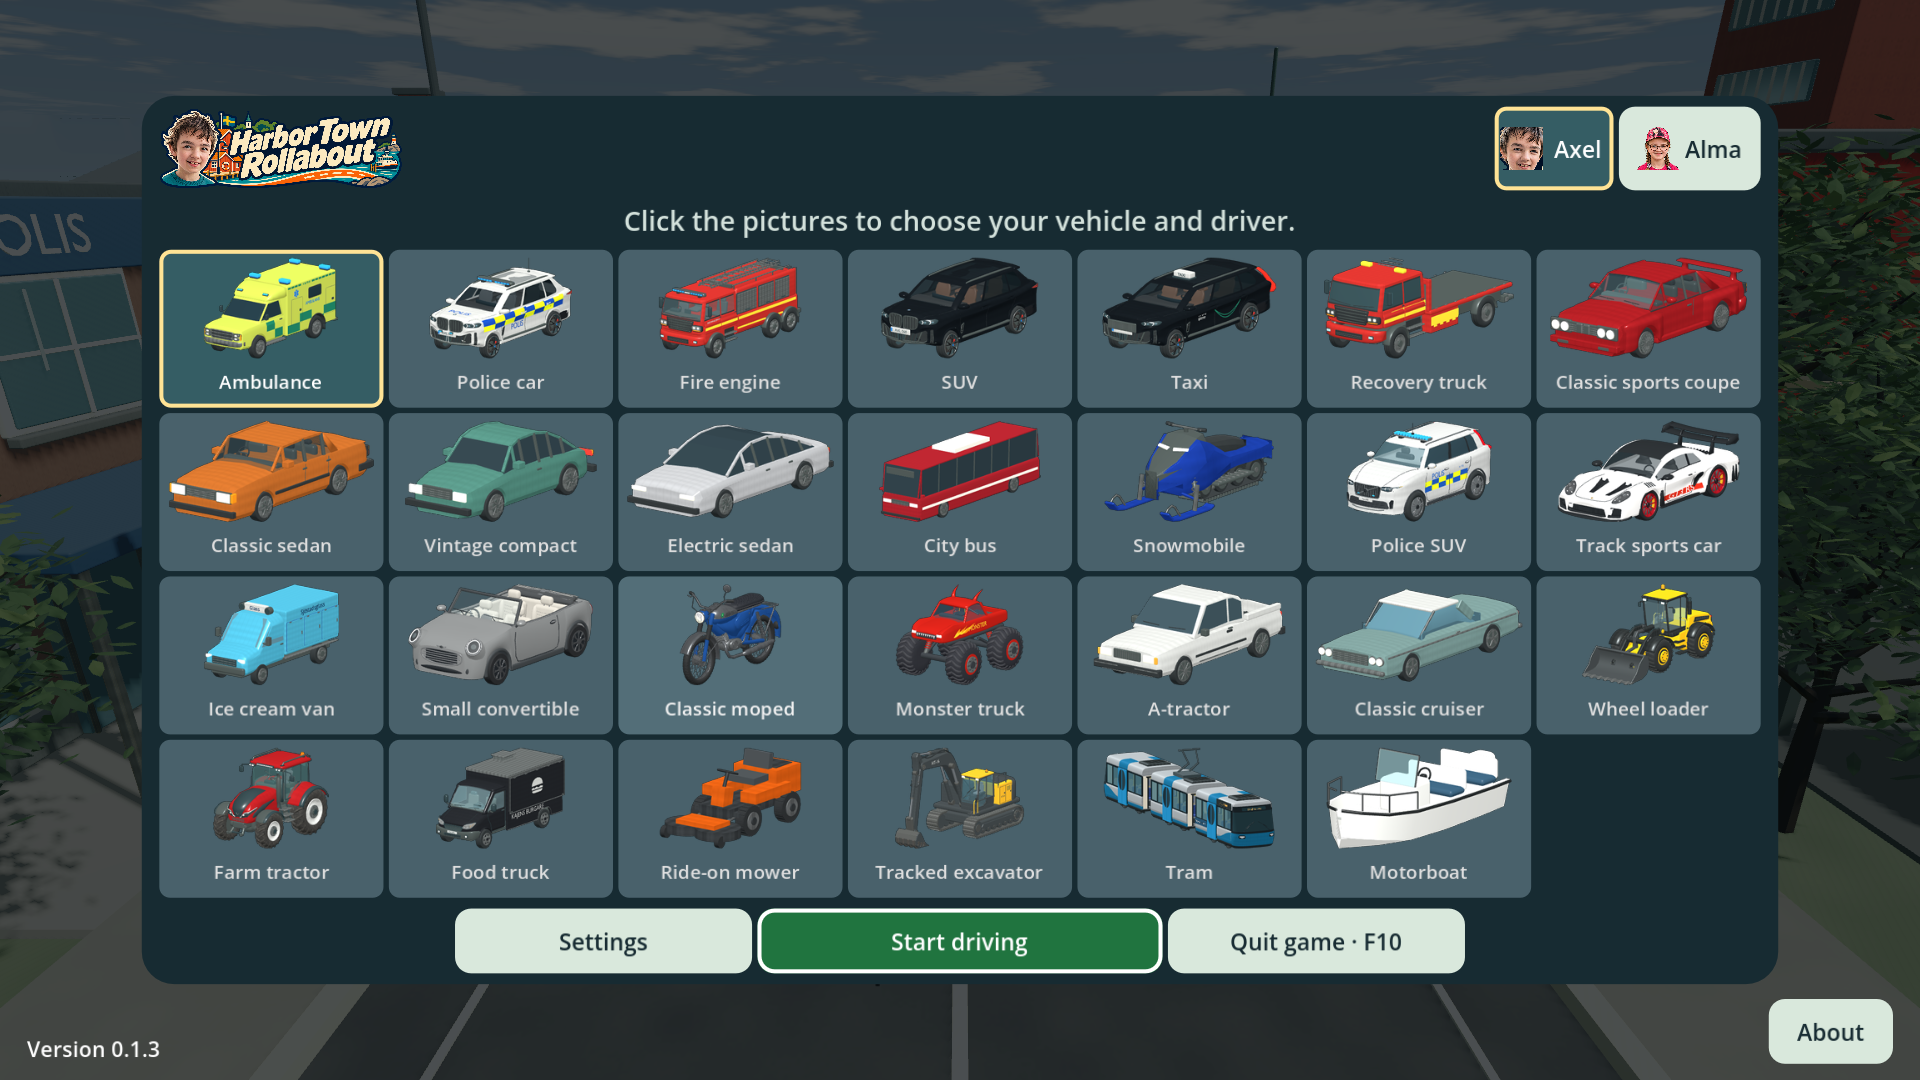 Harbor Town
Rollabout
Axel
Alma
Click the pictures to choose your vehicle and driver.
OLIS
Ambulance
Police car
Fire engine
SUV
Taxi
Recovery truck
Classic sports coupe
Classic sedan
Vintage compact
Electric sedan
City bus
Snowmobile
Police SUV
Track sports car
Ice cream van
Small convertible
Classic moped
Monster truck
A-tractor
Classic cruiser
Wheel loader
Farm tractor
Food truck
Ride-on mower
Tracked excavator
Tram
Motorboat
Settings
Start driving
Quit game · F10
Version 0.1.3
About